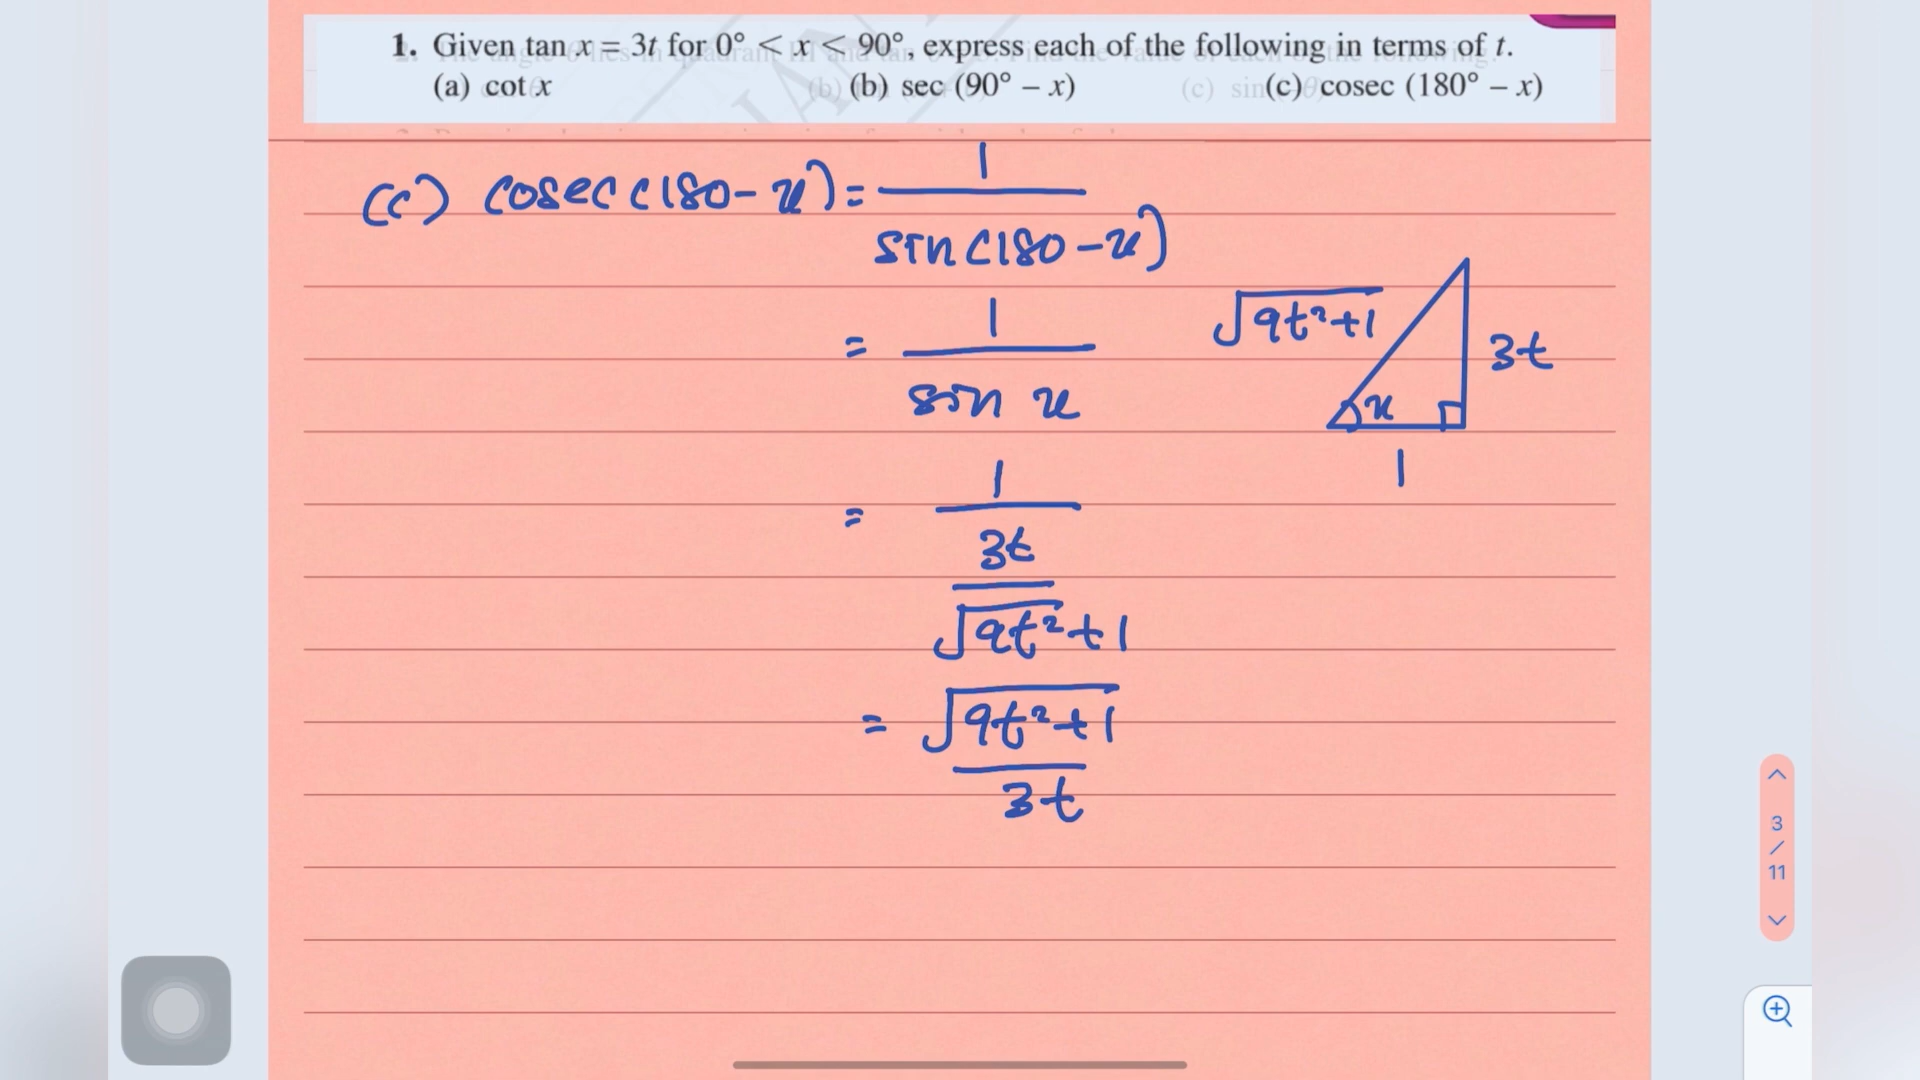 1. Given tan x = 3t for 0° < x < 90°, express each of the following in terms of t.
(a) cot x (b) sec (90° – x) (c) cosec (180° – x)
(c) cosec (180-x) = 1
sin (180-x)
= 1
sin x
√9t²+1
3t
x
1
= 1
3t
√9t²+1
= √9t²+1
3t
3
/
11